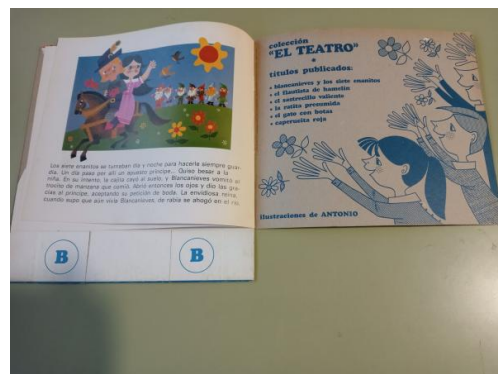 Los siete enanitos se turnaban día y noche para hacerle siempre guar-
dia. Un día pasó por allí un apuesto príncipe... Quiso besar a la
niña. En su intento, la cajita cayó al suelo, y Blancanieves vomitó el
trocito de manzana que comió. Abrió entonces los ojos y dio las gra-
cias al príncipe, aceptando su petición de boda. La envidiosa reina,
cuando supo que aún vivía Blancanieves, de rabia se ahogó en el río.
B
B
colección
"EL TEATRO"
títulos publicados:
• blancanieves y los siete enanitos
• el flautista de hamelin
• el sastrecillo valiente
• la ratita presumida
• el gato con botas
• caperucita roja
ilustraciones de ANTONIO